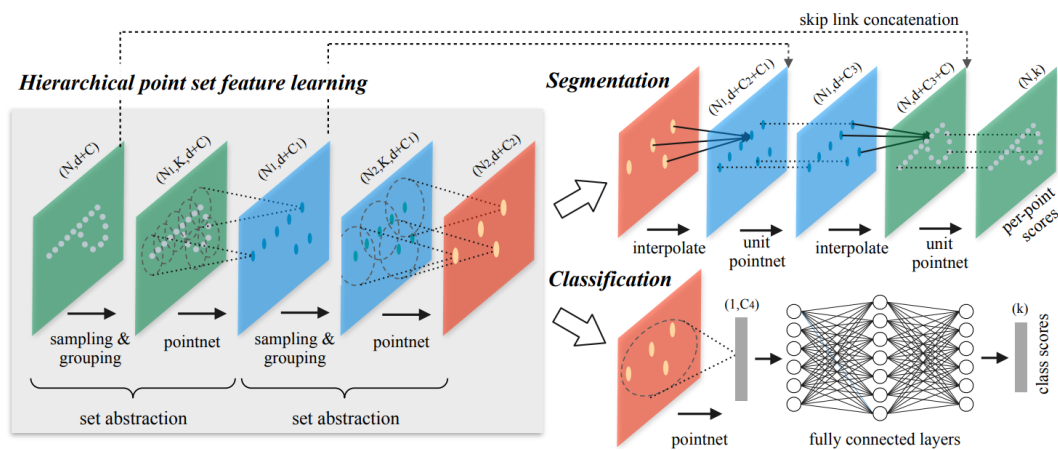 skip link concatenation
Hierarchical point set feature learning
(N,d+C)
(N1,K,d+C)
(N1,d+C1)
(N2,K,d+C1)
(N2,d+C2)
sampling &
grouping
pointnet
sampling &
grouping
pointnet
set abstraction
set abstraction
Segmentation
(N1,d+C2+C1)
(N1,d+C3)
(N,d+C3+C)
(N,k)
interpolate
unit
pointnet
interpolate
unit
pointnet
per-point
scores
Classification
(1,C4)
(k)
class scores
pointnet
fully connected layers